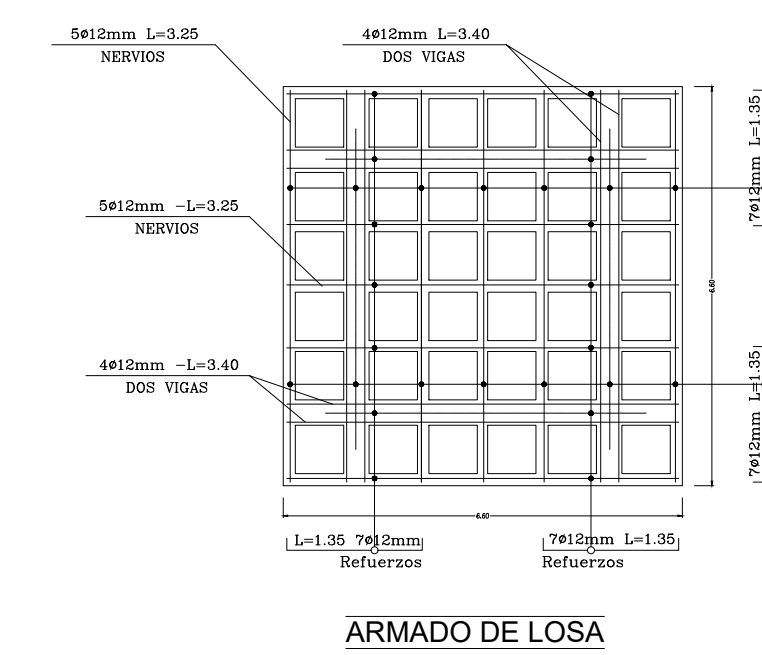 5ø12mm L=3.25
NERVIOS
4ø12mm L=3.40
DOS VIGAS
7ø12mm L=1.35
5ø12mm -L=3.25
NERVIOS
6.60
4ø12mm -L=3.40
DOS VIGAS
7ø12mm L=1.35
6.60
L=1.35 7ø12mm
Refuerzos
7ø12mm L=1.35
Refuerzos
ARMADO DE LOSA